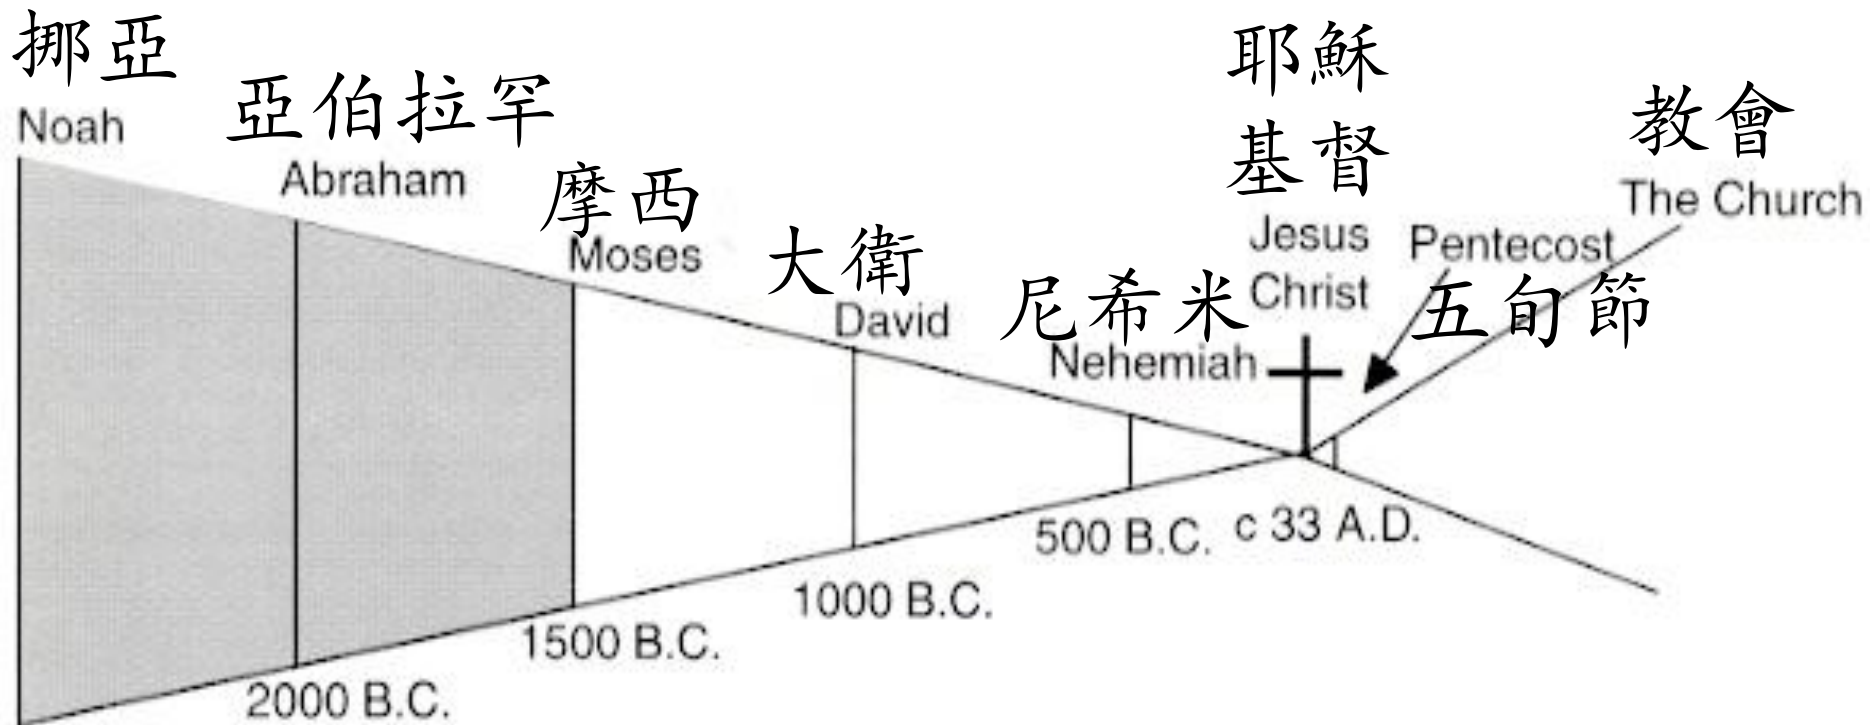 挪亞
Noah
亞伯拉罕
Abraham
摩西
Moses
大衛
David
尼希米
Nehemiah
耶穌
基督
Jesus
Christ
Pentecost
五旬節
教會
The Church
2000 B.C.
1500 B.C.
1000 B.C.
500 B.C.
c 33 A.D.